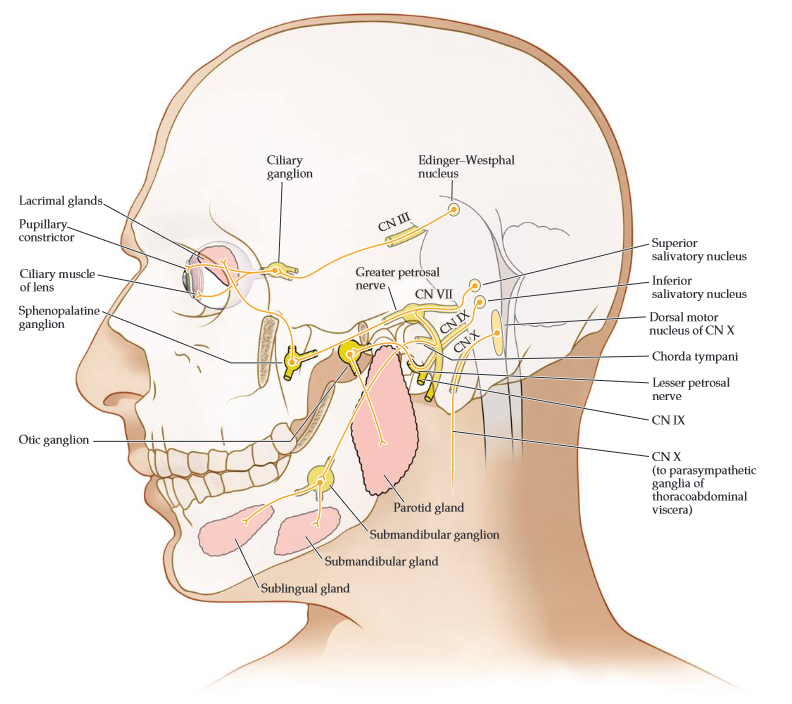 Ciliary
ganglion
Edinger–Westphal
nucleus
Lacrimal glands
Pupillary
constrictor
Ciliary muscle
of lens
Sphenopalatine
ganglion
Otic ganglion
CN III
Greater petrosal
nerve
CN VII
CN IX
CN X
Superior
salivary nucleus
Inferior
salivary nucleus
Dorsal motor
nucleus of CN X
Chorda tympani
Lesser petrosal
nerve
CN IX
CN X
(to parasympathetic
ganglia of
thoracoabdominal
viscera)
Parotid gland
Submandibular ganglion
Submandibular gland
Sublingual gland